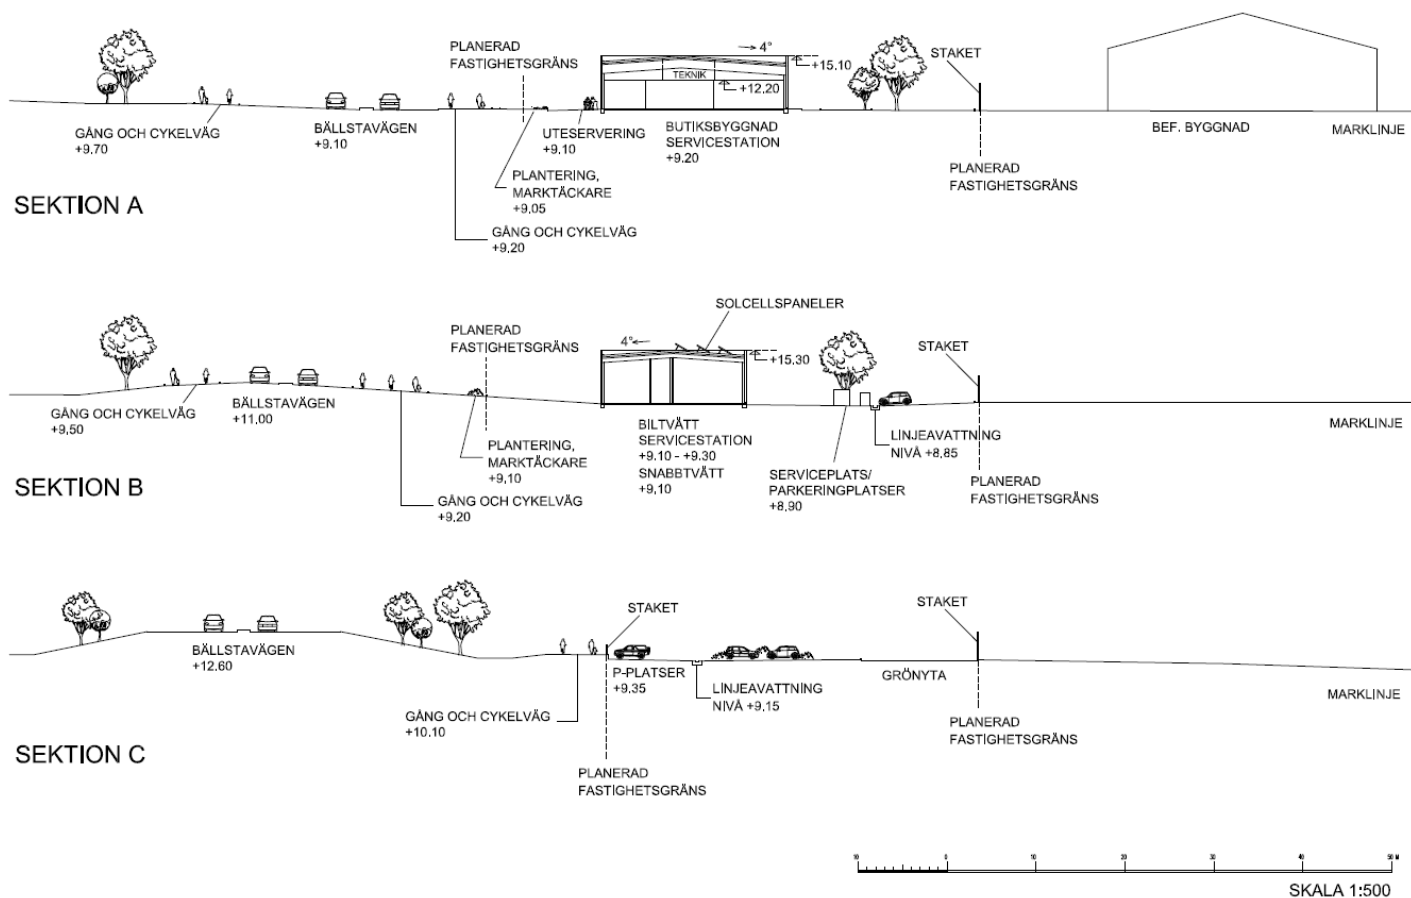 PLANERAD
FASTIGHETSGRÄNS
4°
+15.10
STAKET
TEKNIK
+12.20
GÅNG OCH CYKELVÄG
+9.70
BÄLLSTAVÄGEN
+9.10
UTESERVERING
+9.10
BUTIKSBYGGNAD
SERVICESTATION
+9.20
BEF. BYGGNAD
MARKLINJE
PLANTERING,
MARKTÄCKARE
+9.05
PLANERAD
FASTIGHETSGRÄNS
SEKTION A
GÅNG OCH CYKELVÄG
+9.20
SOLCELLSPANELER
PLANERAD
FASTIGHETSGRÄNS
4°
+15.30
STAKET
GÅNG OCH CYKELVÄG
+9.50
BÄLLSTAVÄGEN
+11.00
BILTVÄTT
SERVICESTATION
+9.10 - +9.30
SNABBTVÄTT
+9.10
LINJEAVATTNING
NIVÅ +8.85
MARKLINJE
PLANTERING,
MARKTÄCKARE
+9.10
SERVICEPLATS/
PARKERINGPLATSER
+8.90
PLANERAD
FASTIGHETSGRÄNS
SEKTION B
GÅNG OCH CYKELVÄG
+9.20
STAKET
STAKET
BÄLLSTAVÄGEN
+12.60
P-PLATSER
+9.35
LINJEAVATTNING
NIVÅ +9.15
GRÖNYTA
MARKLINJE
GÅNG OCH CYKELVÄG
+10.10
PLANERAD
FASTIGHETSGRÄNS
SEKTION C
PLANERAD
FASTIGHETSGRÄNS
10 0 10 20 30 40 50 M
SKALA 1:500